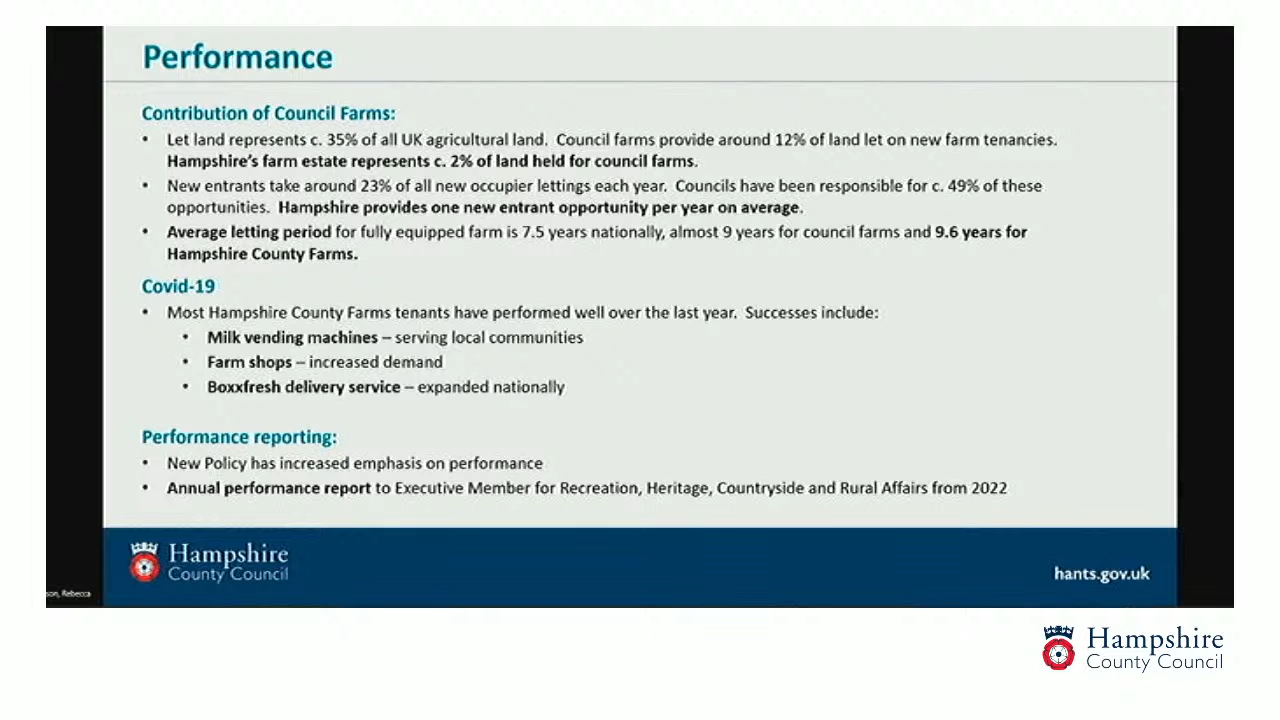 Performance
Contribution of Council Farms:
• Let land represents c. 35% of all UK agricultural land. Council farms provide around 12% of land let on new farm tenancies.
Hampshire's farm estate represents c. 2% of land held for council farms.
• New entrants take around 23% of all new occupier lettings each year. Councils have been responsible for c. 49% of these
opportunities. Hampshire provides one new entrant opportunity per year on average.
• Average letting period for fully equipped farm is 7.5 years nationally, almost 9 years for council farms and 9.6 years for
Hampshire County Farms.
Covid-19
• Most Hampshire County Farms tenants have performed well over the last year. Successes include:
• Milk vending machines – serving local communities
• Farm shops – increased demand
• Boxxfresh delivery service – expanded nationally
Performance reporting:
• New Policy has increased emphasis on performance
• Annual performance report to Executive Member for Recreation, Heritage, Countryside and Rural Affairs from 2022
Hampshire
County Council
hants.gov.uk
son, Rebecca
Hampshire
County Council